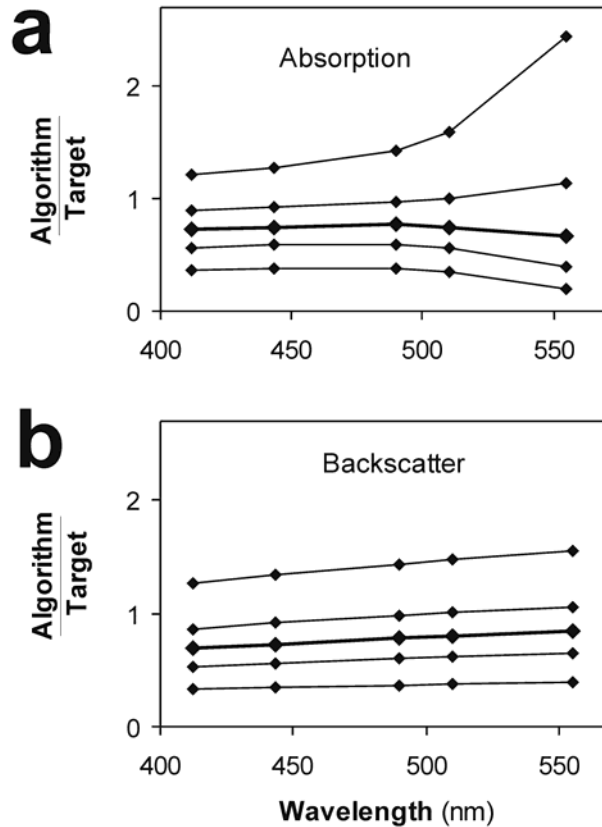 a
Absorption
Algorithm
Target
2
1
0
400
450
500
550
b
Backscatter
Algorithm
Target
2
1
0
400
450
500
550
Wavelength (nm)